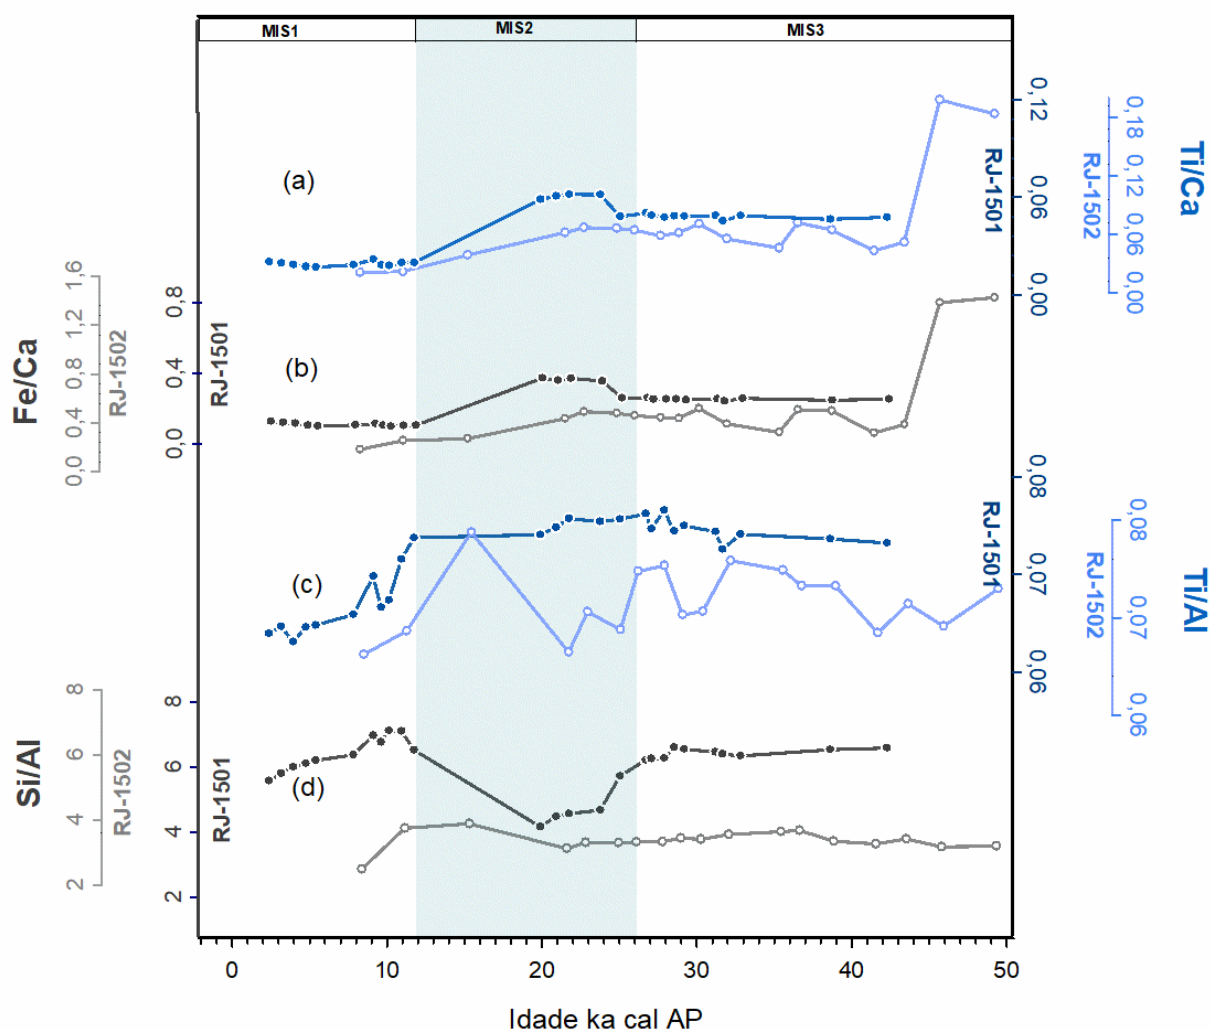 MIS1 MIS2 MIS3
(a)
0,12
0,06
0,00
RJ-1501
0,18
0,12
0,06
0,00
RJ-1502
Ti/Ca
Fe/Ca
1,6
1,2
0,8
0,4
0,0
RJ-1502
0,8
0,4
0,0
RJ-1501
(b)
(c)
0,08
0,07
0,06
RJ-1501
0,08
0,07
0,06
RJ-1502
Ti/Al
Si/Al
8
6
4
2
RJ-1502
8
6
4
2
RJ-1501
(d)
0 10 20 30 40 50
Idade ka cal AP